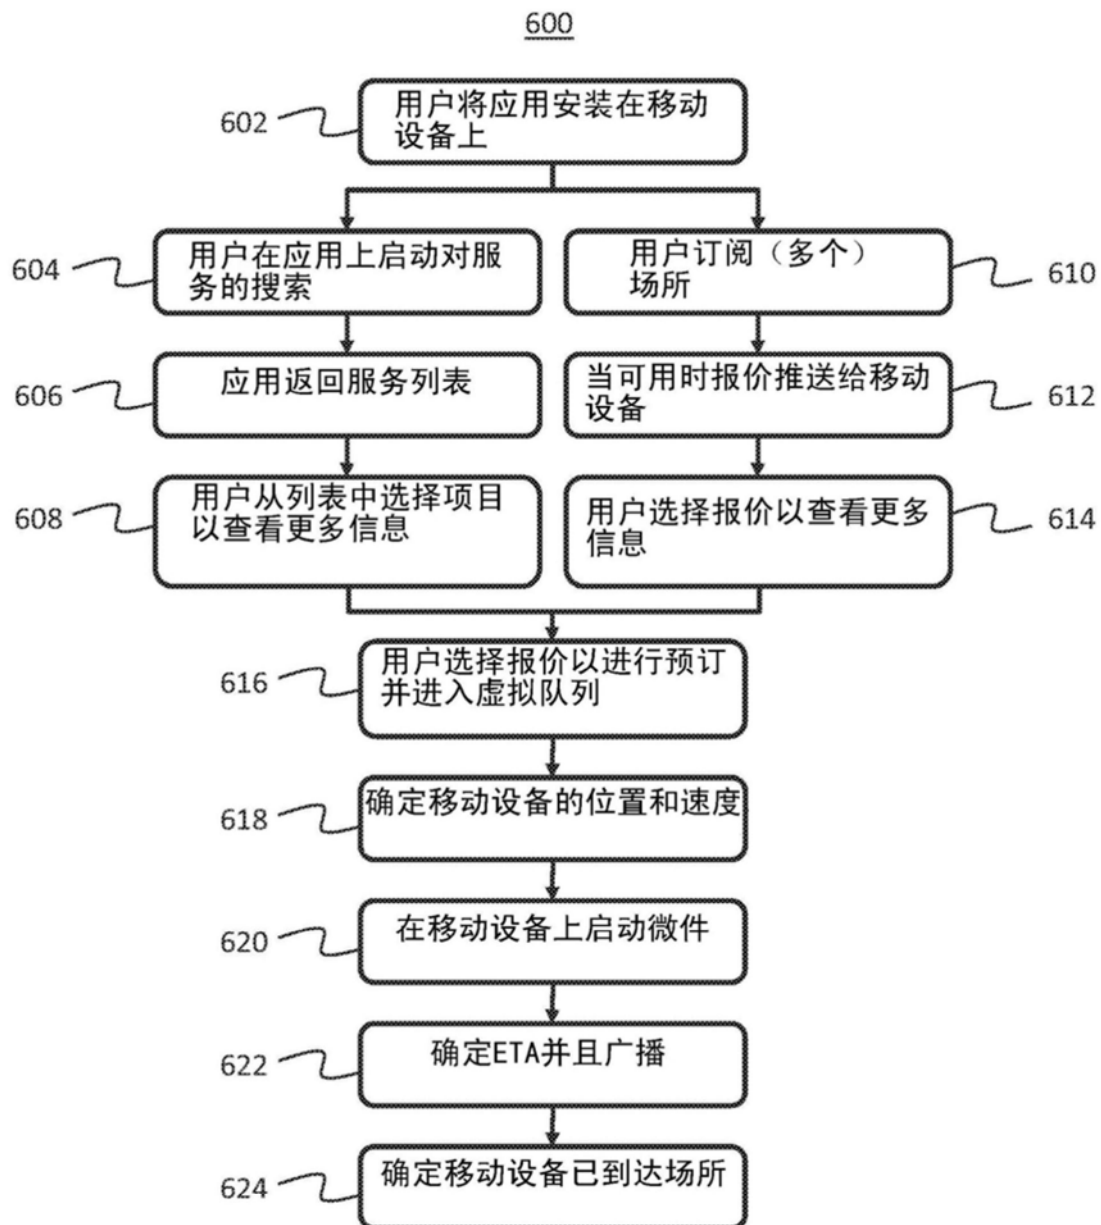 600
602
用户将应用安装在移动
设备上
604
用户在应用上启动对服
务的搜索
用户订阅（多个）
场所
610
606
应用返回服务列表
当可用时报价推送给移动
设备
612
608
用户从列表中选择项目
以查看更多信息
用户选择报价以查看更多
信息
614
616
用户选择报价以进行预订
并进入虚拟队列
618
确定移动设备的位置和速度
620
在移动设备上启动微件
622
确定ETA并且广播
624
确定移动设备已到达场所